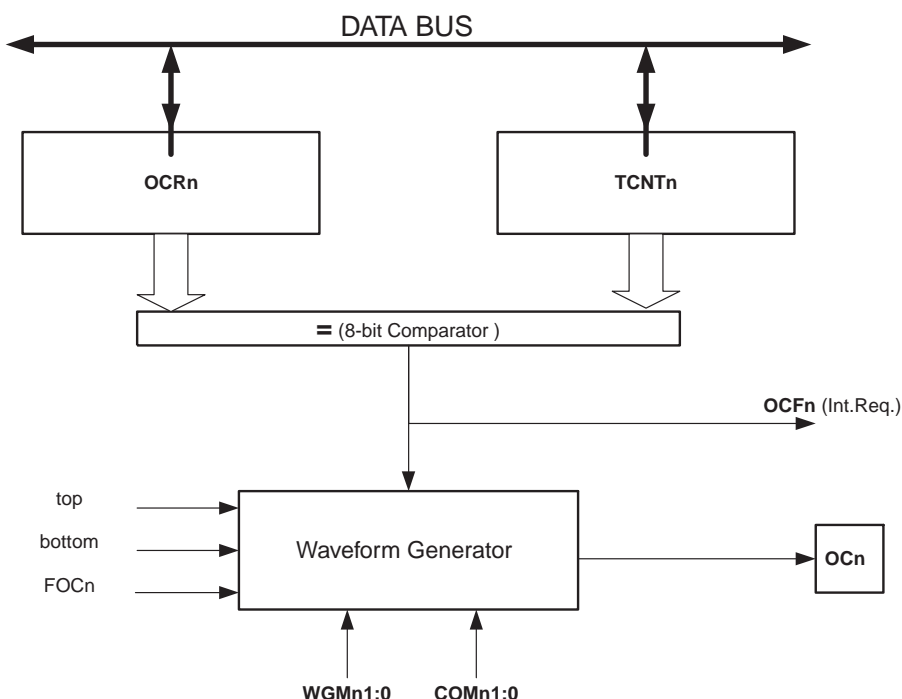 DATA BUS
OCRn
TCNTn
= (8-bit Comparator )
OCFn (Int.Req.)
top
bottom
FOCn
Waveform Generator
OCn
WGMn1:0 COMn1:0